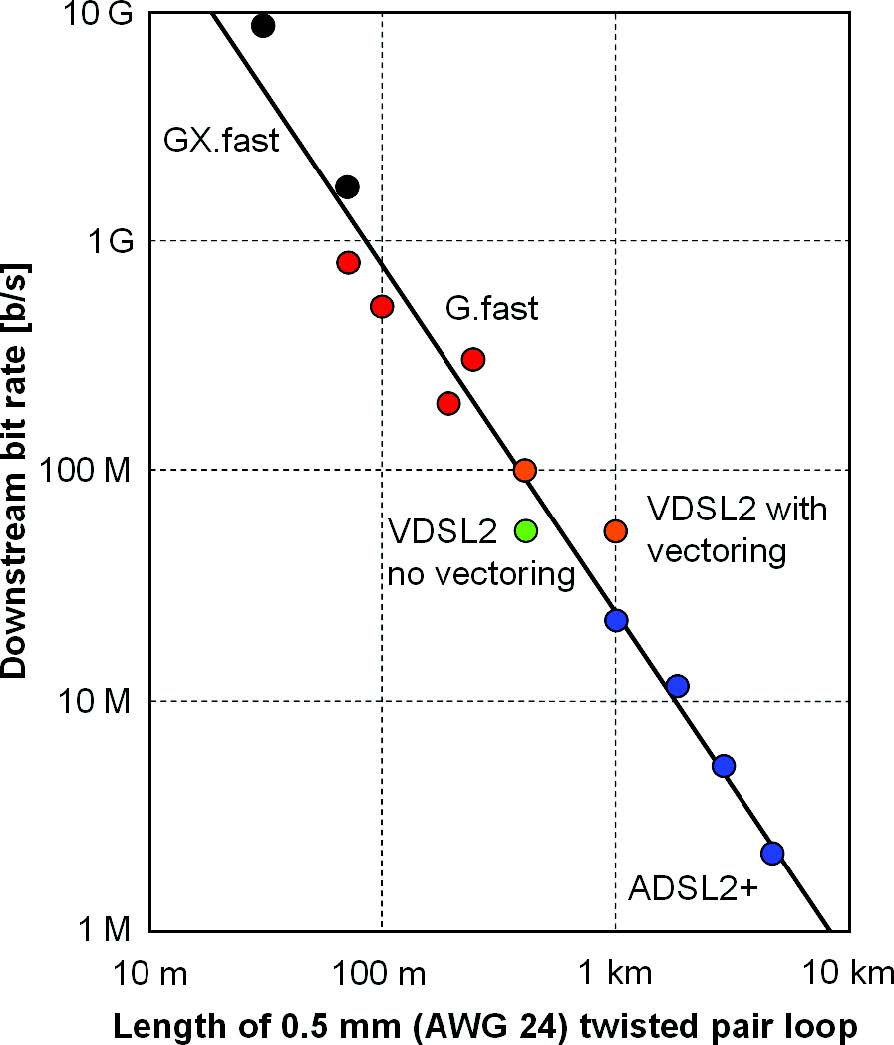 10 G
GX.fast
1 G
G.fast
Downstream bit rate [b/s]
100 M
VDSL2
no vectoring
VDSL2 with
vectoring
10 M
ADSL2+
1 M
10 m
100 m
1 km
10 km
Length of 0.5 mm (AWG 24) twisted pair loop